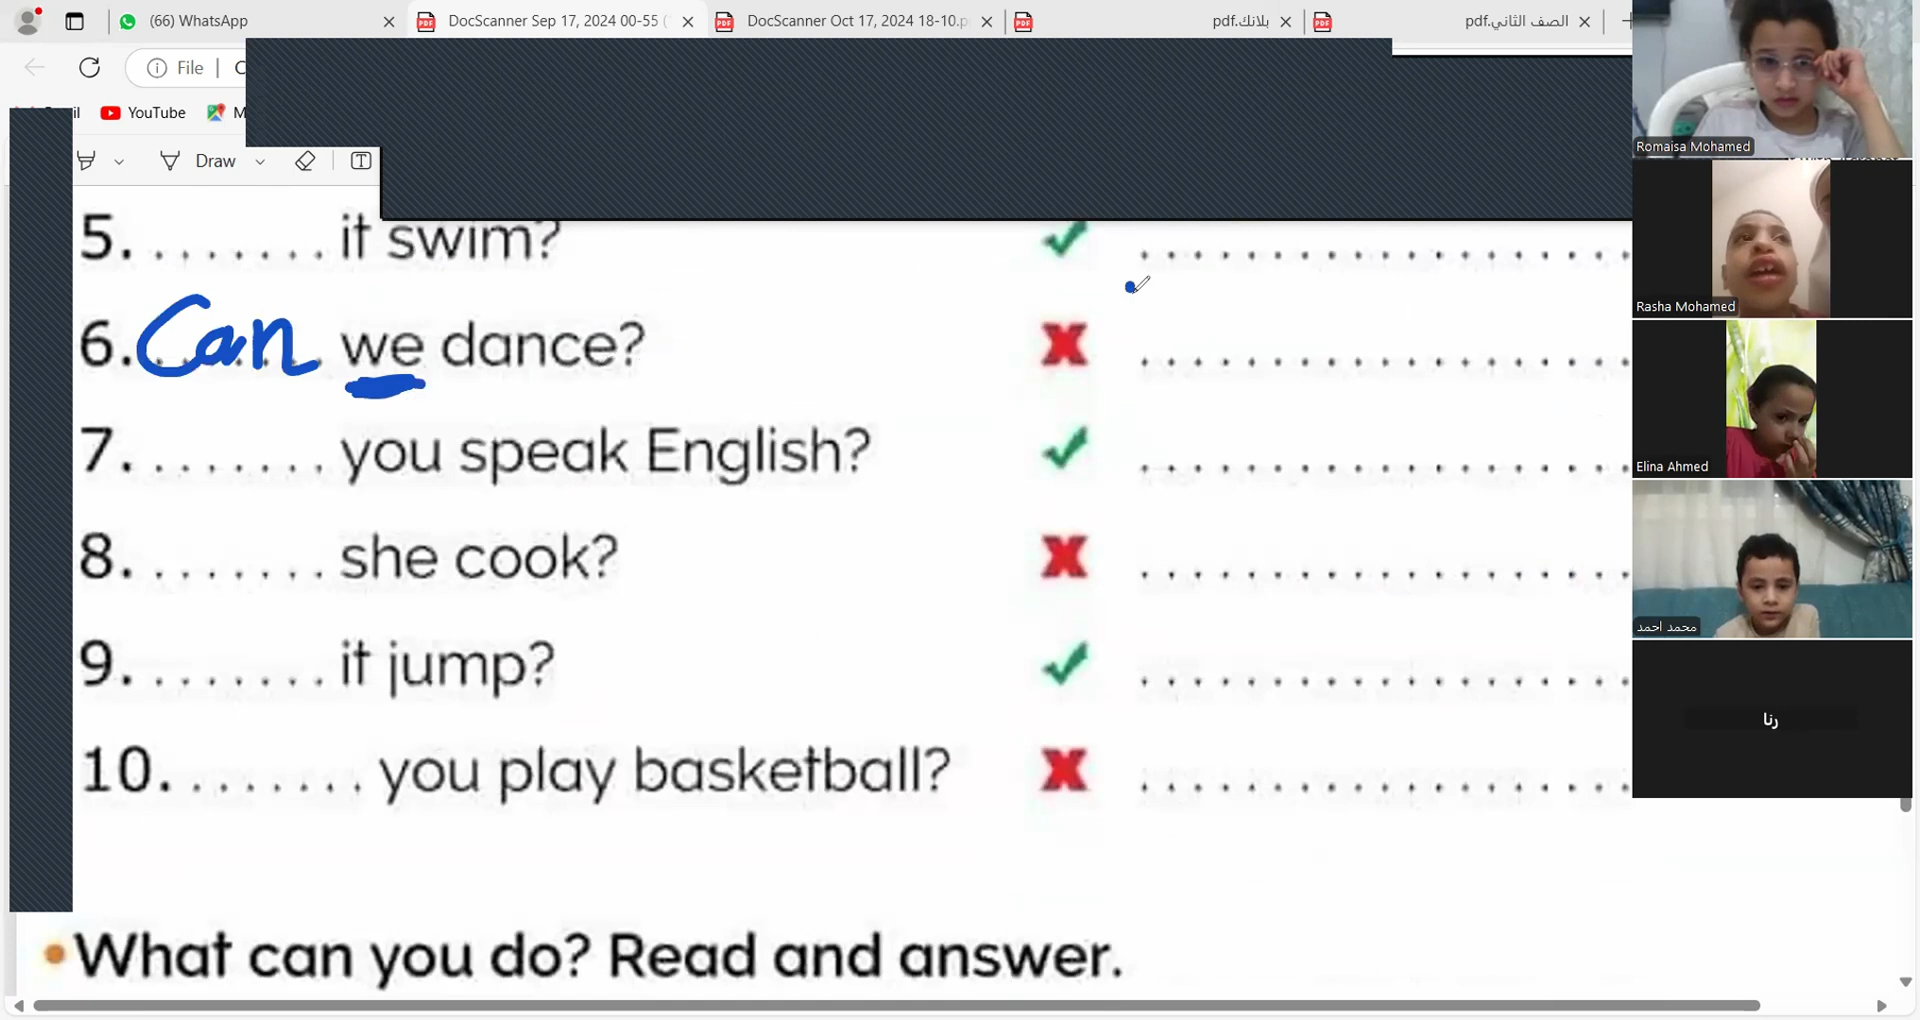 (66) WhatsApp
DocScanner Sep 17, 2024 00-55 (
DocScanner Oct 17, 2024 18-10.p
بلانك.pdf
الصف الثاني.pdf
File
YouTube
Draw
5. ....... it swim? ✓ ...................
6. Can we dance? X ...................
7. ....... you speak English? ✓ ...................
8. ....... she cook? X ...................
9. ....... it jump? ✓ ...................
10. ....... you play basketball? X ...................
• What can you do? Read and answer.
Romaisa Mohamed
Rasha Mohamed
Elina Ahmed
محمد احمد
رنا